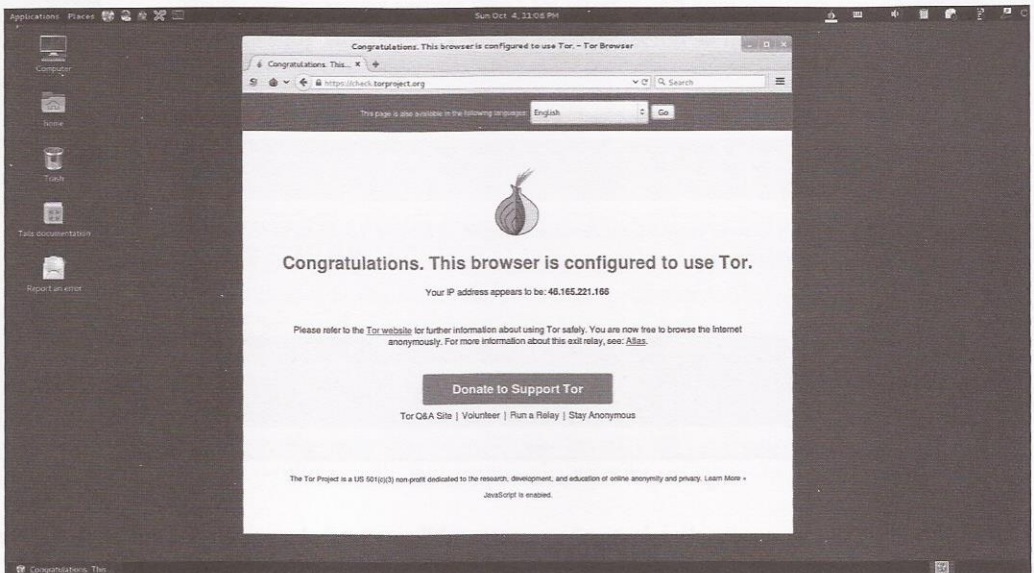 Applications Places
Sun Oct 4, 11:08 PM
Computer
home
Trash
Tails documentation
Report an error
Congratulations. This browser is configured to use Tor. - Tor Browser
Congratulations. This...
https://check.torproject.org
Search
This page is also available in the following languages:
English
Go
Congratulations. This browser is configured to use Tor.
Your IP address appears to be: 46.165.221.166
Please refer to the Tor website for further information about using Tor safely. You are now free to browse the Internet
anonymously. For more information about this exit relay, see: Atlas.
Donate to Support Tor
Tor Q&A Site | Volunteer | Run a Relay | Stay Anonymous
The Tor Project is a US 501(c)(3) non-profit dedicated to the research, development, and education of online anonymity and privacy. Learn More »
JavaScript is enabled.
Congratulations. This